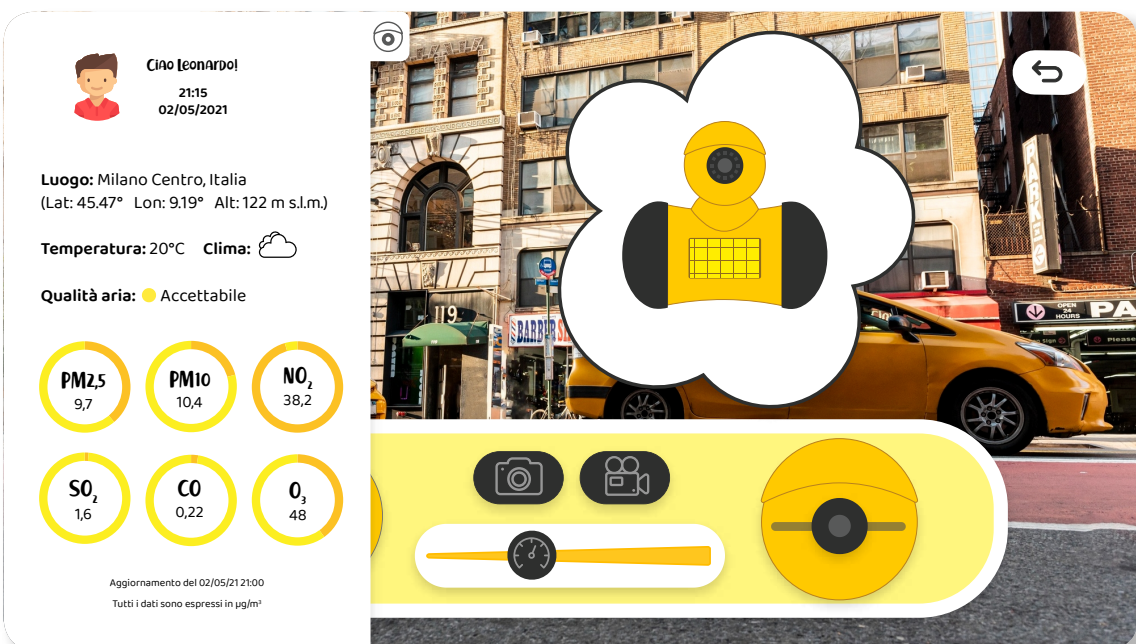 Ciao Leonardo!
21:15
02/05/2021
Luogo: Milano Centro, Italia
(Lat: 45.47° Lon: 9.19° Alt: 122 m s.l.m.)
Temperatura: 20°C Clima:
Qualità aria: Accettabile
PM2,5
9,7
PM10
10,4
NO₂
38,2
SO₂
1,6
CO
0,22
O₃
48
Aggiornamento del 02/05/21 21:00
Tutti i dati sono espressi in µg/m³
119
BARBER S
PARK
OPEN
24
HOURS
PA
Please